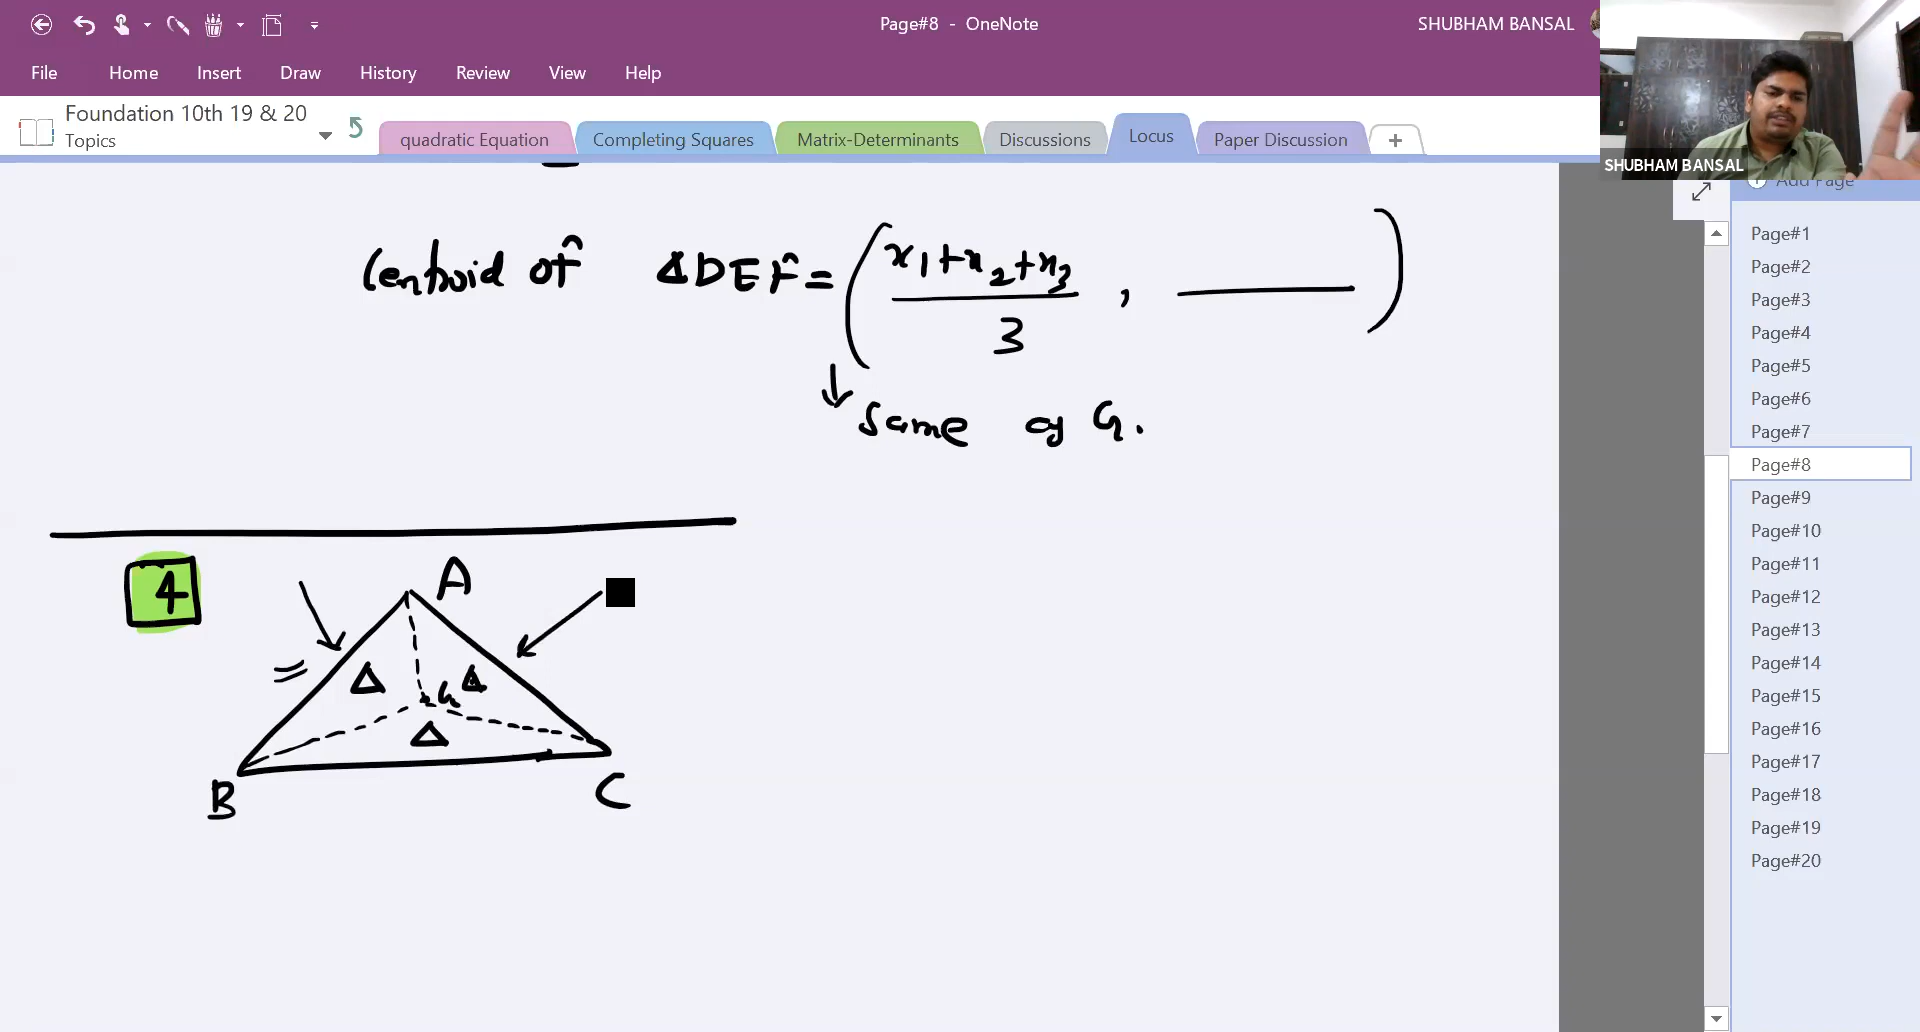 Page#8 - OneNote
SHUBHAM BANSAL
File Home Insert Draw History Review View Help
Foundation 10th 19 & 20
Topics
quadratic Equation
Completing Squares
Matrix-Determinants
Discussions
Locus
Paper Discussion
+
SHUBHAM BANSAL
Add Page
Centroid of ΔDEF = ( x1+x2+x3 / 3 , ____ )
↓ Same as G.
4
A
Δ Δ
G
Δ
B
C
Page#1
Page#2
Page#3
Page#4
Page#5
Page#6
Page#7
Page#8
Page#9
Page#10
Page#11
Page#12
Page#13
Page#14
Page#15
Page#16
Page#17
Page#18
Page#19
Page#20